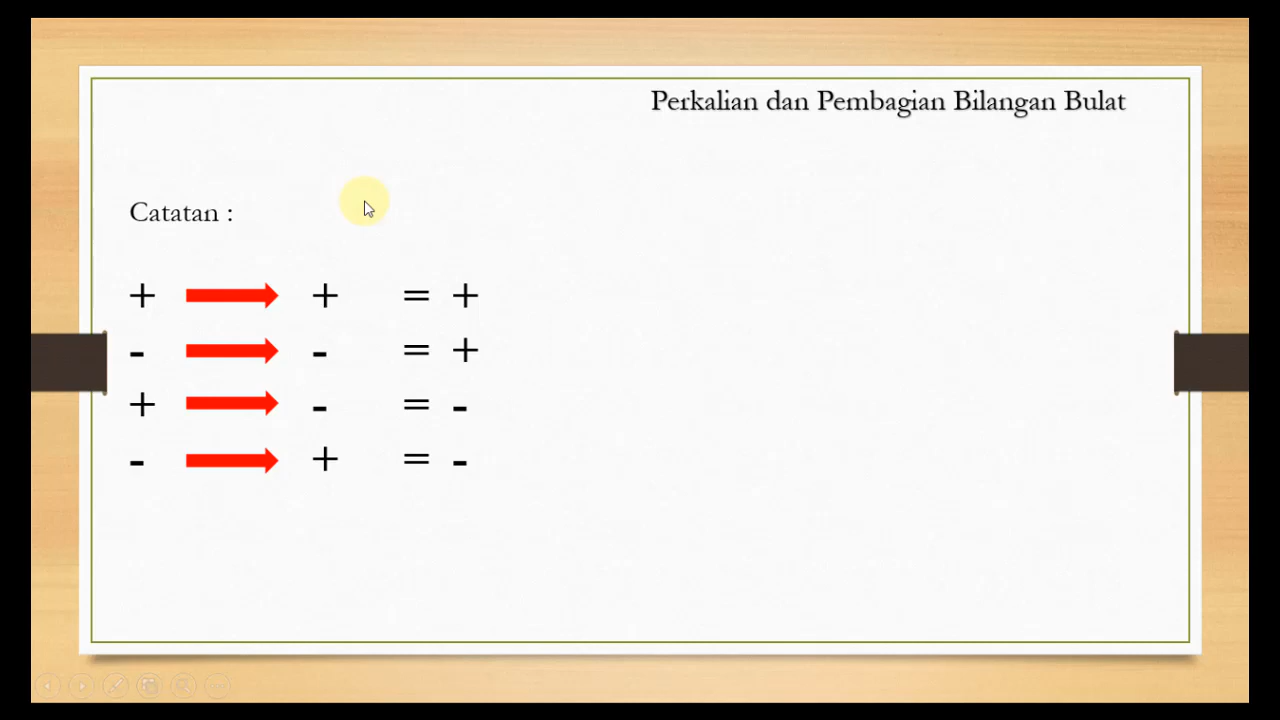 Perkalian dan Pembagian Bilangan Bulat
Catatan :
+ → + = +
- → - = +
+ → - = -
- → + = -